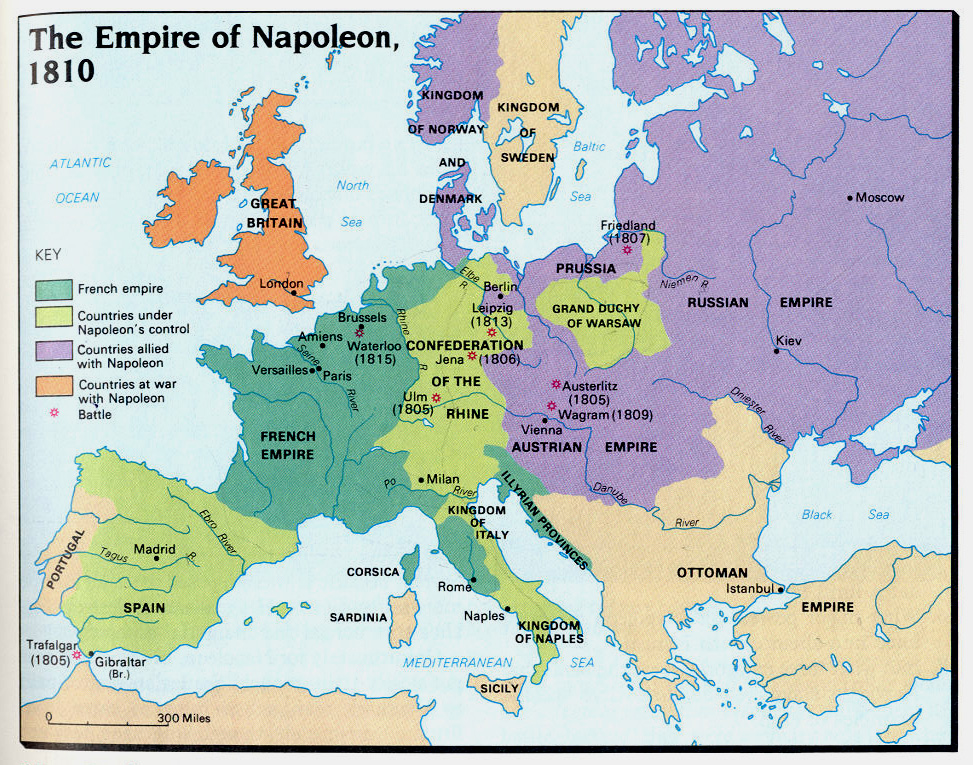 The Empire of Napoleon,
1810
ATLANTIC
OCEAN
North
Sea
Baltic
Sea
KINGDOM
OF NORWAY
AND
DENMARK
KINGDOM
OF
SWEDEN
GREAT
BRITAIN
London
Moscow
Friedland
(1807)
PRUSSIA
Niemen R.
RUSSIAN EMPIRE
GRAND DUCHY
OF WARSAW
Kiev
KEY
French empire
Countries under
Napoleon's control
Countries allied
with Napoleon
Countries at war
with Napoleon
Battle
Elbe
R.
Berlin
Leipzig
(1813)
Brussels
Amiens
Waterloo
(1815)
Rhine
R.
CONFEDERATION
OF THE
RHINE
Jena (1806)
Seine
River
Versailles
Paris
Ulm
(1805)
Austerlitz
(1805)
Wagram (1809)
Vienna
AUSTRIAN EMPIRE
Dniester
River
FRENCH
EMPIRE
Milan
Po
River
ILLYRIAN PROVINCES
Danube
River
Black Sea
KINGDOM
OF
ITALY
Ebro
River
PORTUGAL
Madrid
Tagus
R.
SPAIN
CORSICA
Rome
SARDINIA
Naples
KINGDOM
OF NAPLES
OTTOMAN
Istanbul
EMPIRE
Trafalgar
(1805)
Gibraltar
(Br.)
MEDITERRANEAN SEA
SICILY
0 300 Miles